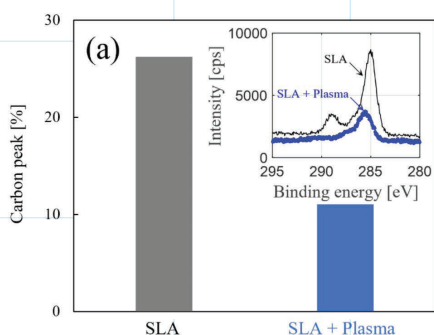 (a)
Carbon peak [%]
30
20
10
0
SLA
SLA + Plasma
Intensity [cps]
10000
5000
0
SLA
SLA + Plasma
295
290
285
280
Binding energy [eV]